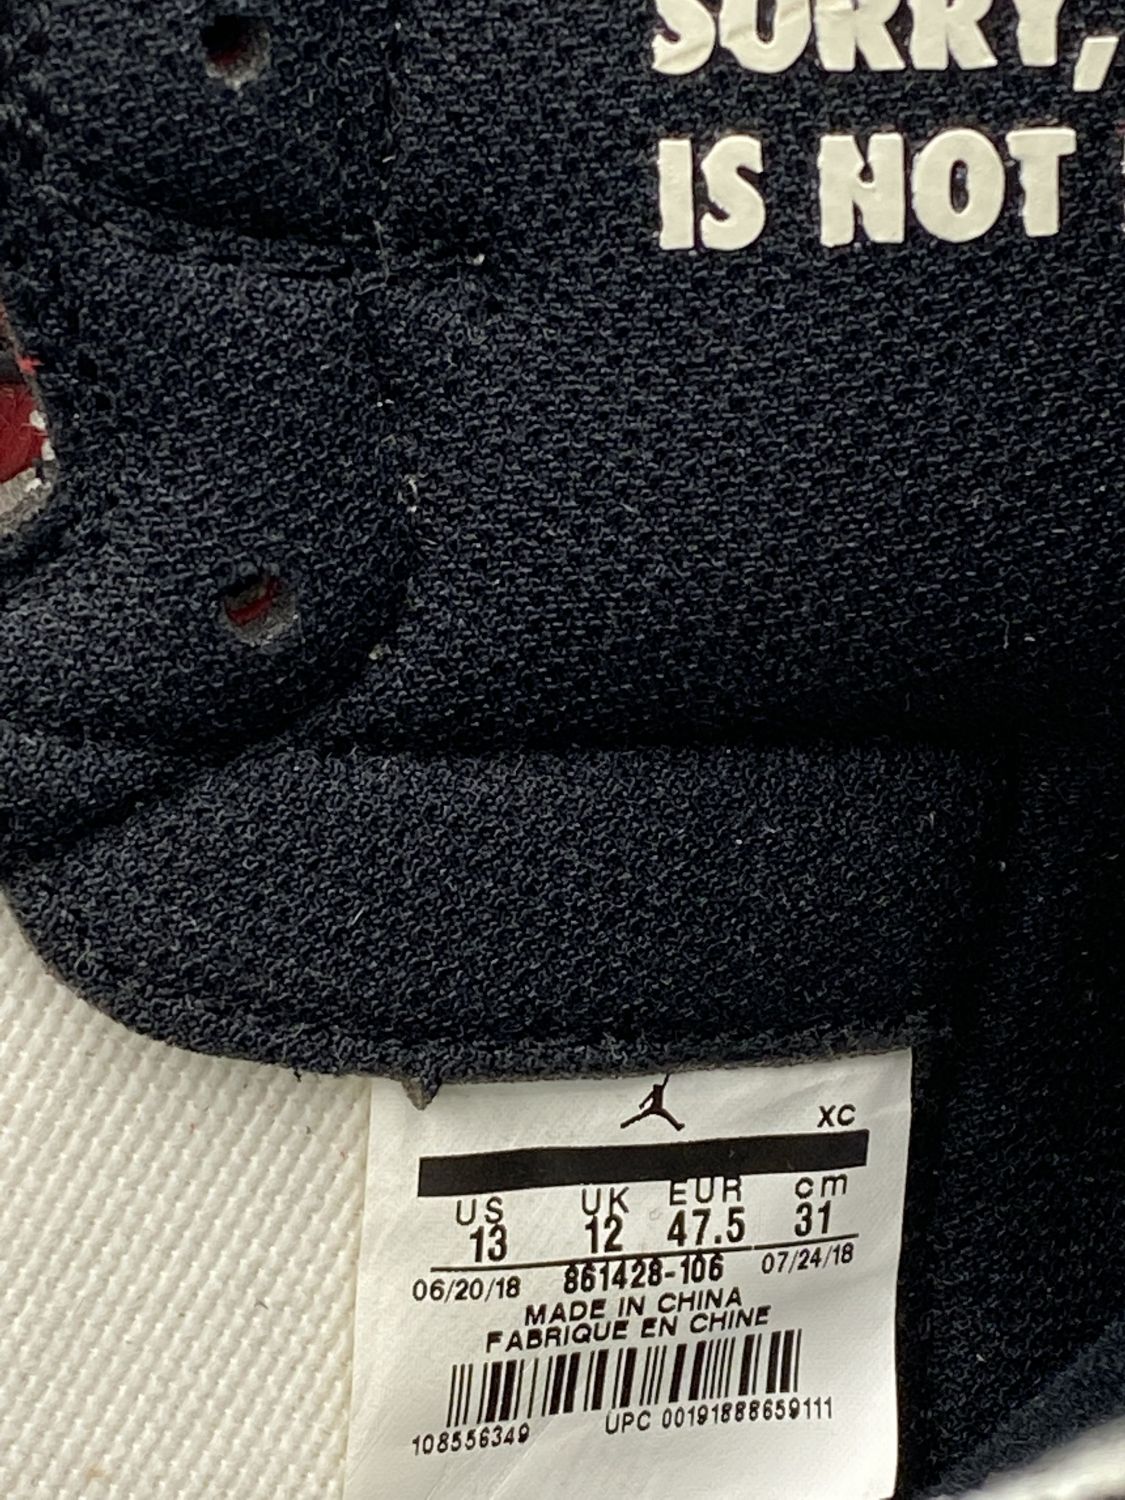 SORRY,
IS NOT
XC
US UK EUR cm
13 12 47.5 31
06/20/18 861428-106 07/24/18
MADE IN CHINA
FABRIQUE EN CHINE
108556349 UPC 00191888659111